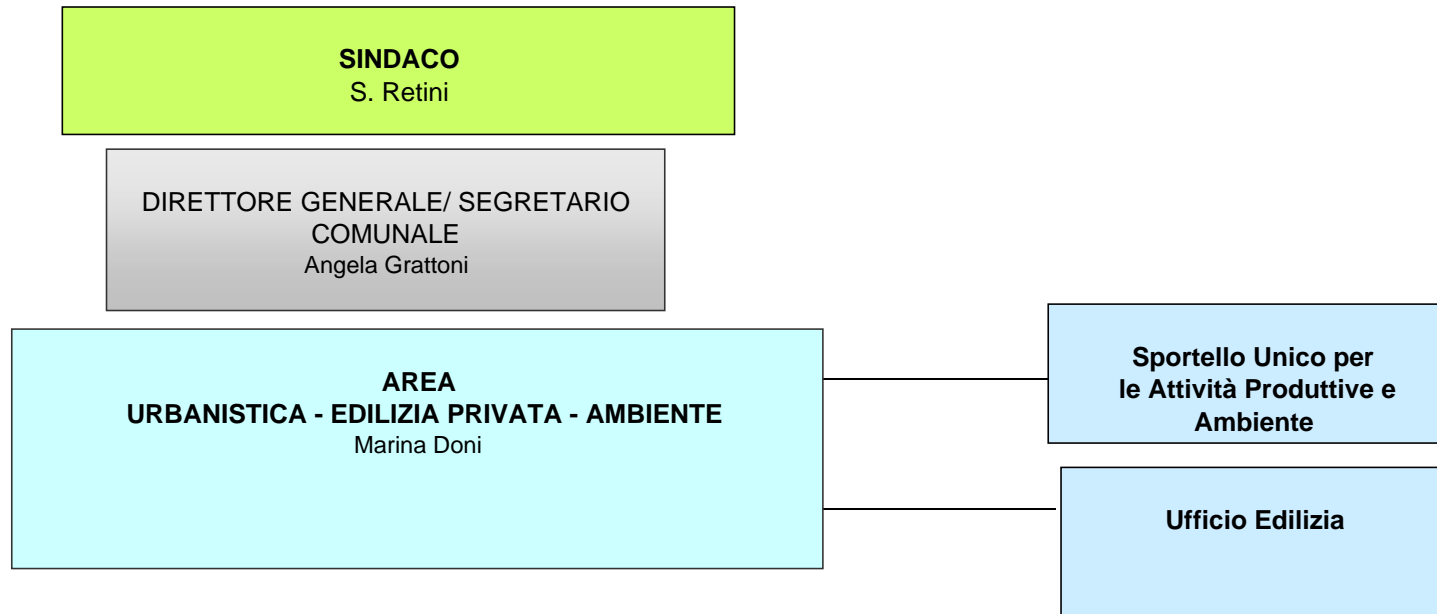 SINDACO
S. Retini
DIRETTORE GENERALE/ SEGRETARIO
COMUNALE
Angela Grattoni
AREA
URBANISTICA - EDILIZIA PRIVATA - AMBIENTE
Marina Doni
Sportello Unico per
le Attività Produttive e
Ambiente
Ufficio Edilizia